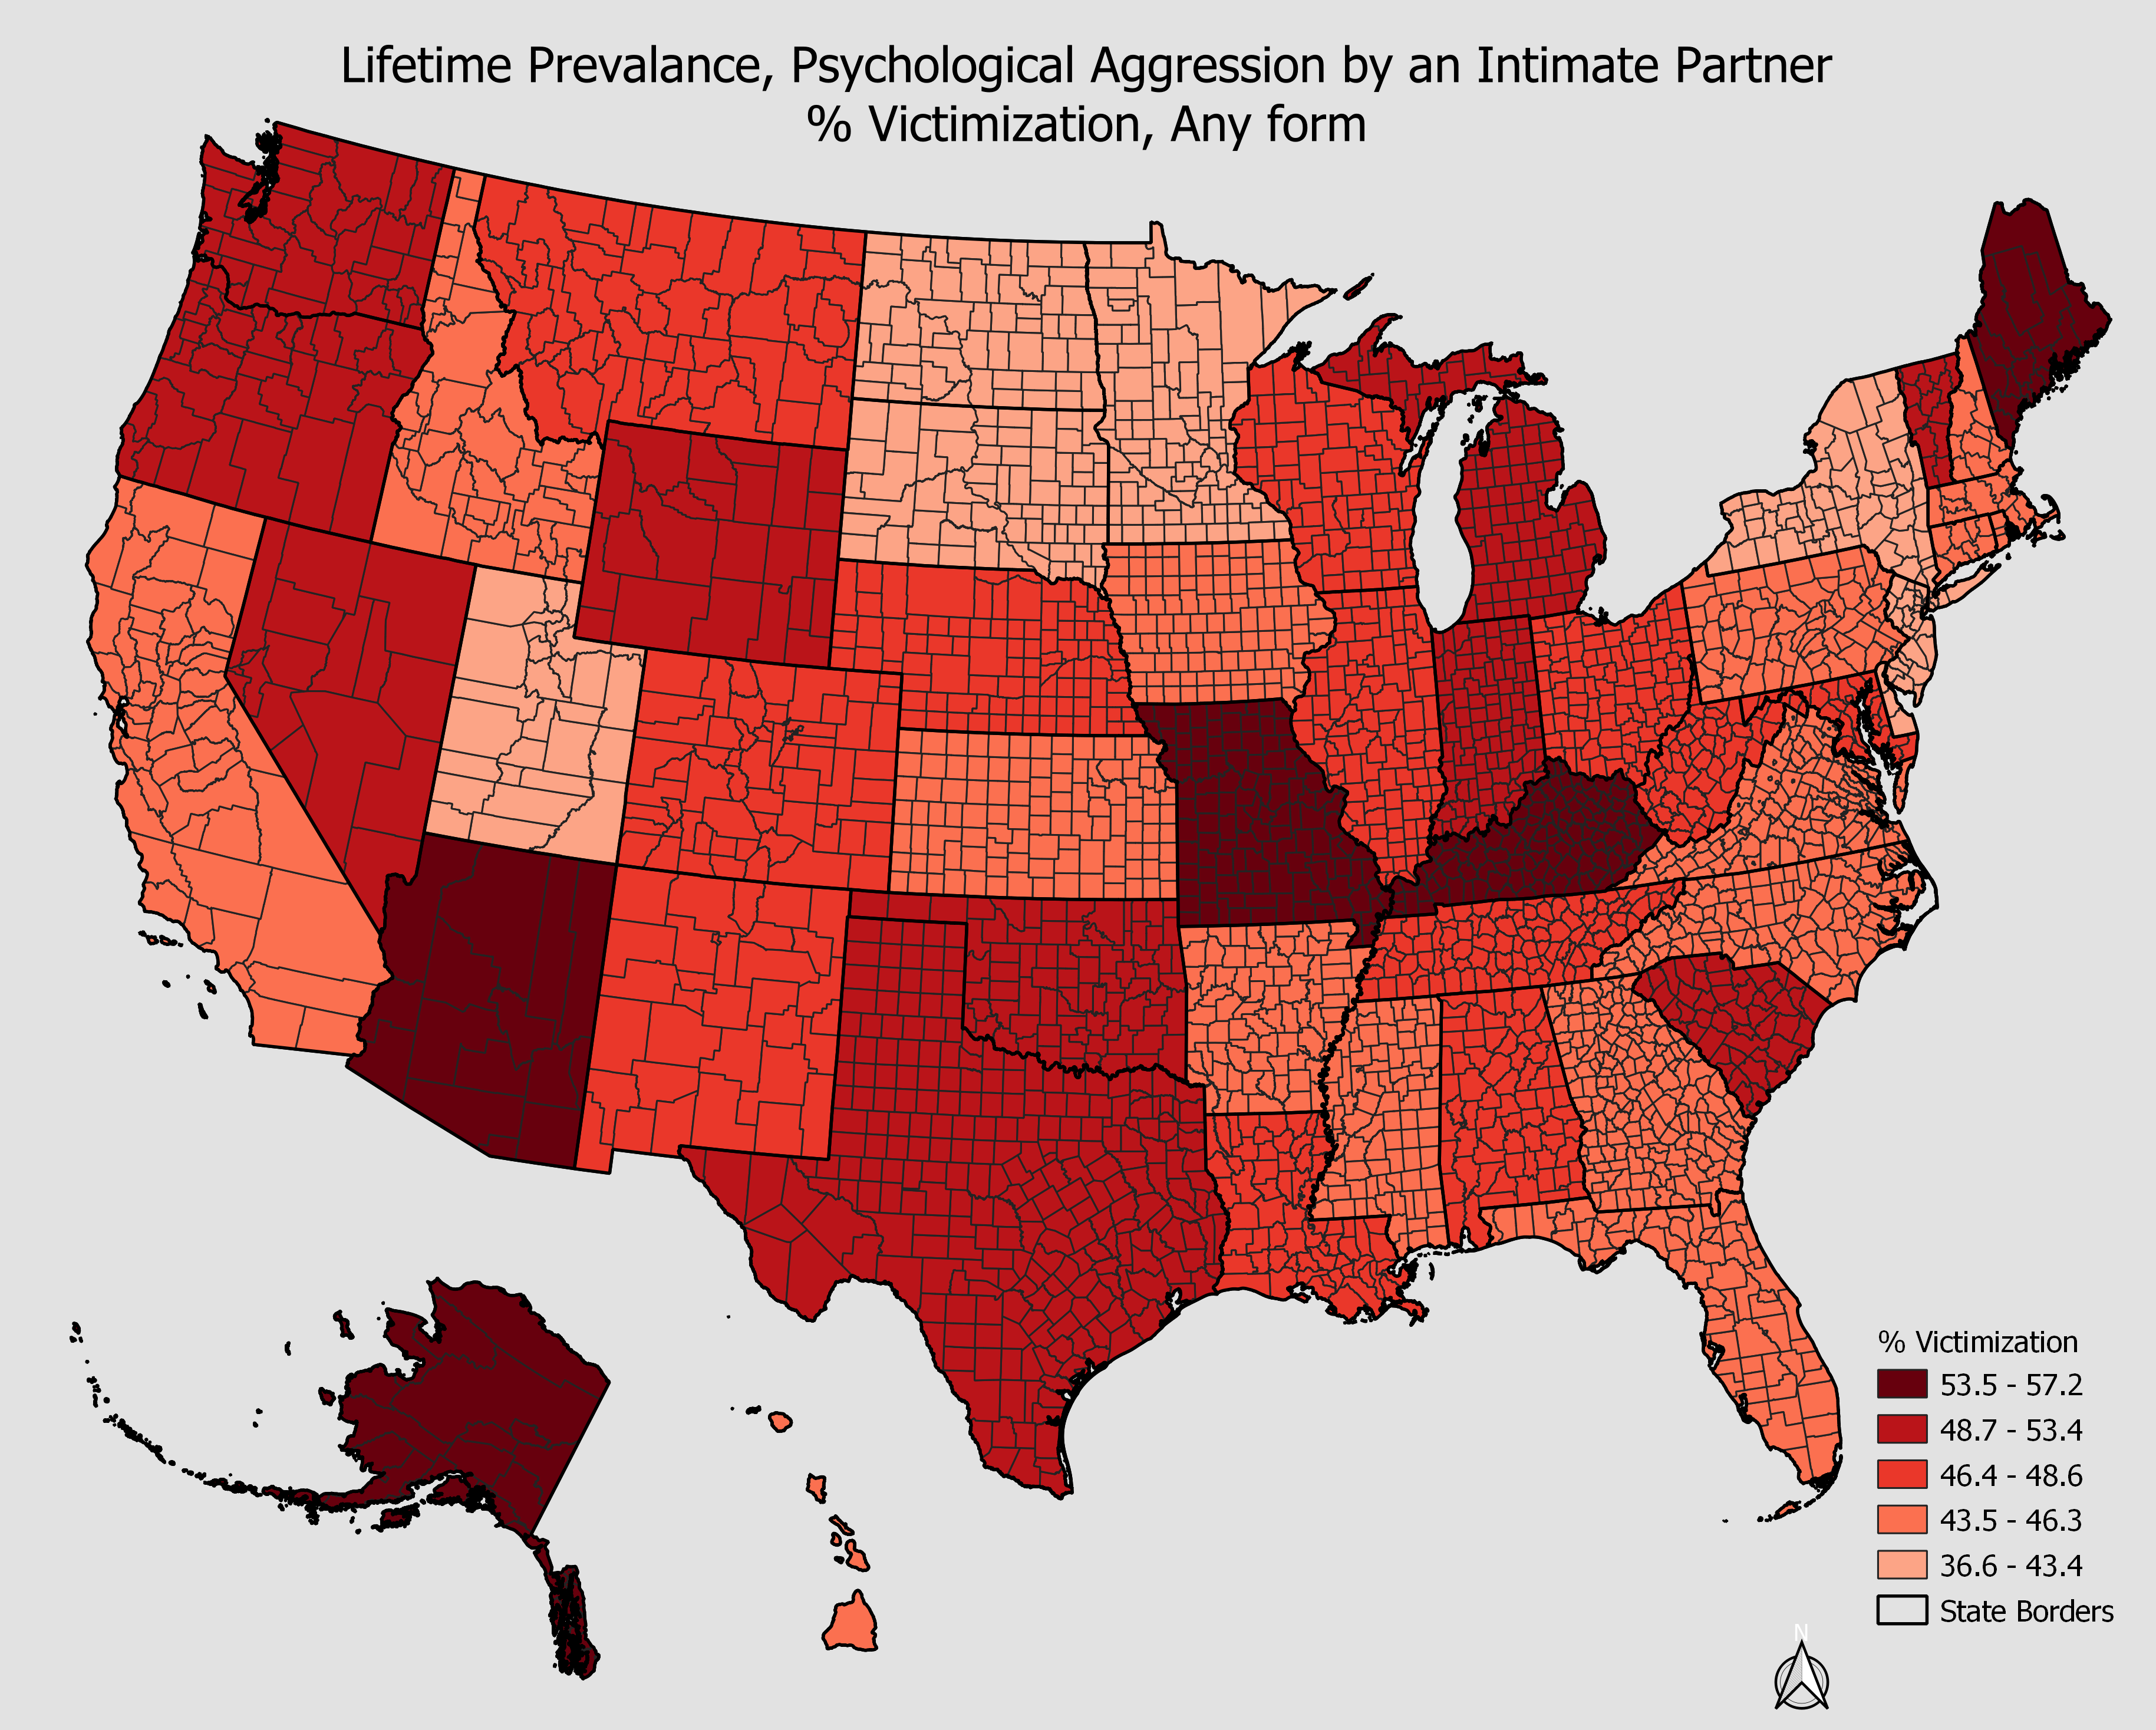 Lifetime Prevalance, Psychological Aggression by an Intimate Partner
% Victimization, Any form
% Victimization
53.5 - 57.2
48.7 - 53.4
46.4 - 48.6
43.5 - 46.3
36.6 - 43.4
State Borders
N